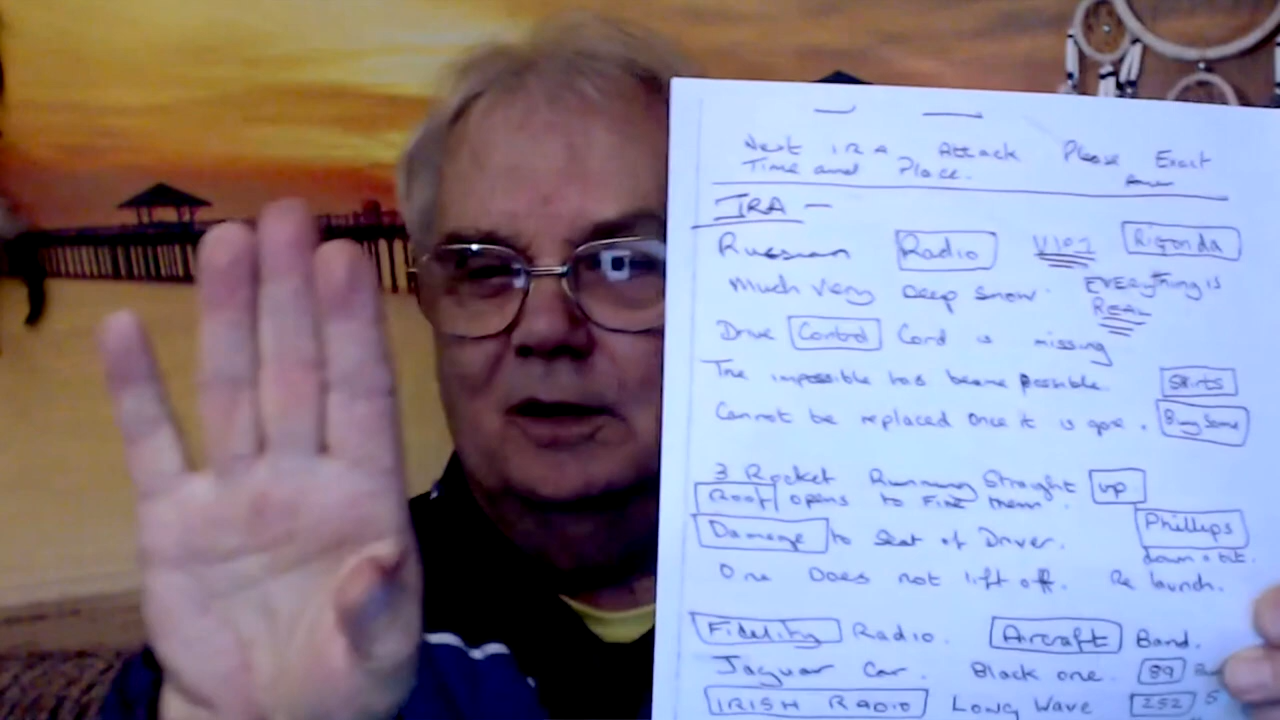 Next IRA Attack Please Exact
Time and Place.
IRA -
Russian Radio Rigonda
Much Very Deep Snow. EVERYthing is
REAL
Drive Control Cord is missing
The impossible has became possible. Skirts
Cannot be replaced once it is gone. Buy Some
3 Rocket Running Straight up
Roof opens to Fire them.
Damage to Seat of Driver. Phillips
down a bit.
One Does not lift off. Re launch.
Fidelity Radio. Aircraft Band.
Jaguar Car. Black one. 89
IRISH RADIO Long Wave 252